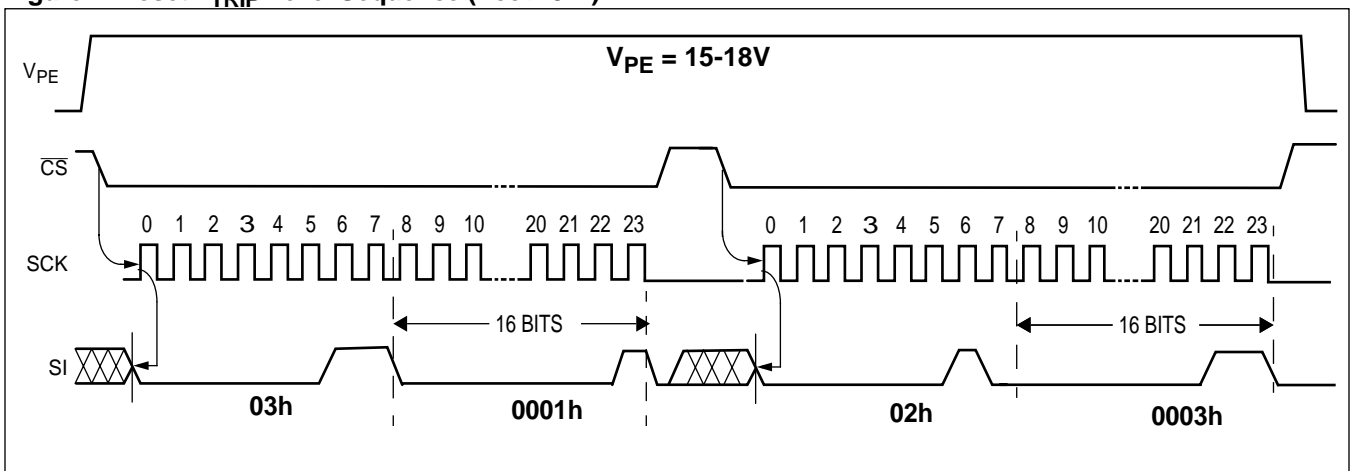 V_PE = 15-18V
V_PE
CS
0 1 2 3 4 5 6 7 8 9 10 20 21 22 23 0 1 2 3 4 5 6 7 8 9 10 20 21 22 23
SCK
16 BITS 16 BITS
SI
03h 0001h 02h 0003h